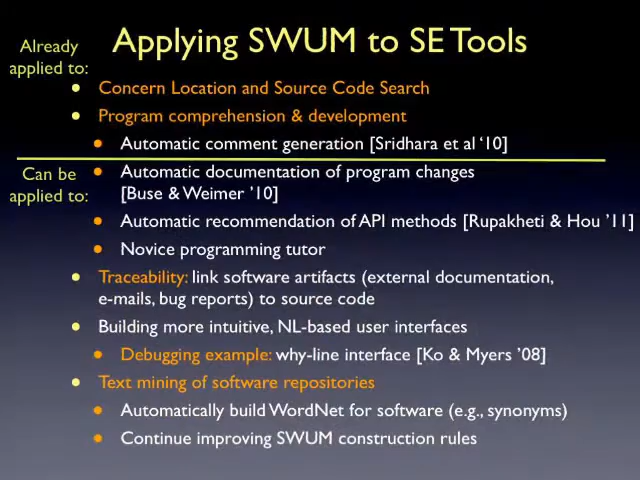 Applying SWUM to SE Tools
Already
applied to:
• Concern Location and Source Code Search
• Program comprehension & development
• Automatic comment generation [Sridhara et al ‘10]
Can be
applied to:
• Automatic documentation of program changes
[Buse & Weimer ’10]
• Automatic recommendation of API methods [Rupakheti & Hou ’11]
• Novice programming tutor
• Traceability: link software artifacts (external documentation,
e-mails, bug reports) to source code
• Building more intuitive, NL-based user interfaces
• Debugging example: why-line interface [Ko & Myers ’08]
• Text mining of software repositories
• Automatically build WordNet for software (e.g., synonyms)
• Continue improving SWUM construction rules